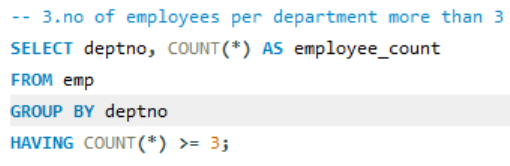 -- 3.no of employees per department more than 3
SELECT deptno, COUNT(*) AS employee_count
FROM emp
GROUP BY deptno
HAVING COUNT(*) >= 3;